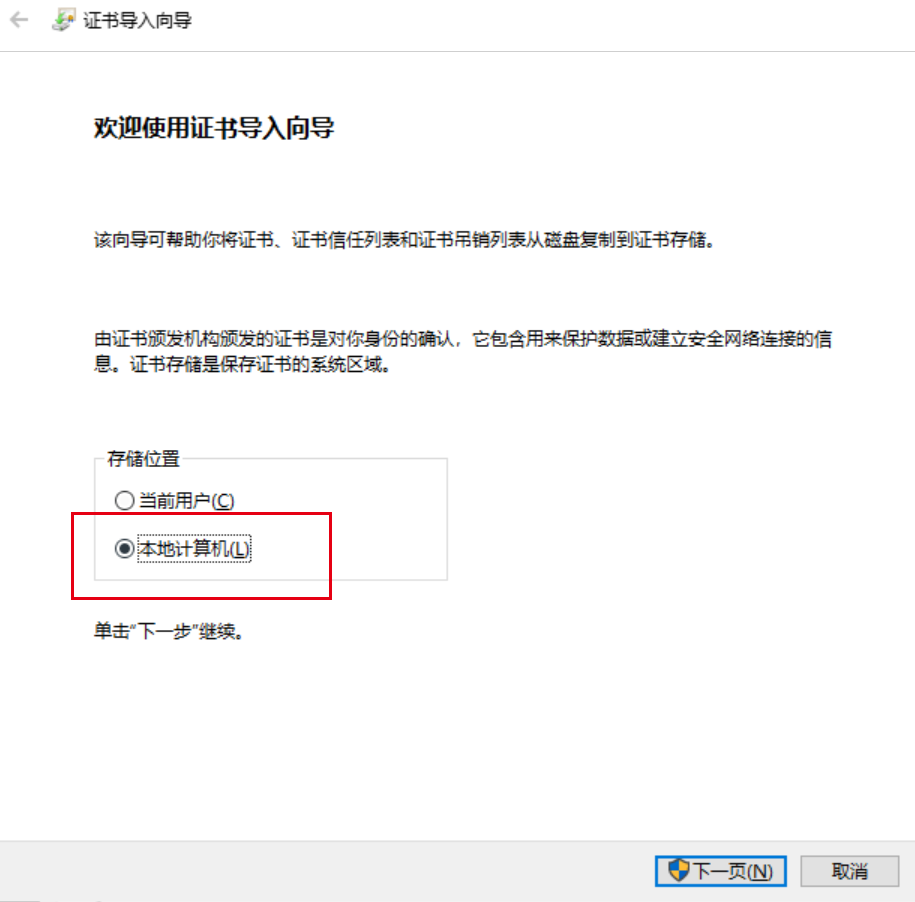 证书导入向导
欢迎使用证书导入向导
该向导可帮助你将证书、证书信任列表和证书吊销列表从磁盘复制到证书存储。
由证书颁发机构颁发的证书是对你身份的确认，它包含用来保护数据或建立安全网络连接的信
息。证书存储是保存证书的系统区域。
存储位置
当前用户(C)
本地计算机(L)
单击“下一步”继续。
下一页(N)
取消